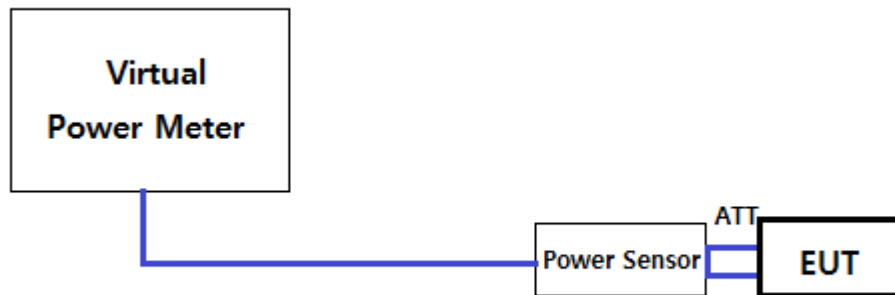 Virtual
Power Meter
ATT
Power Sensor
EUT